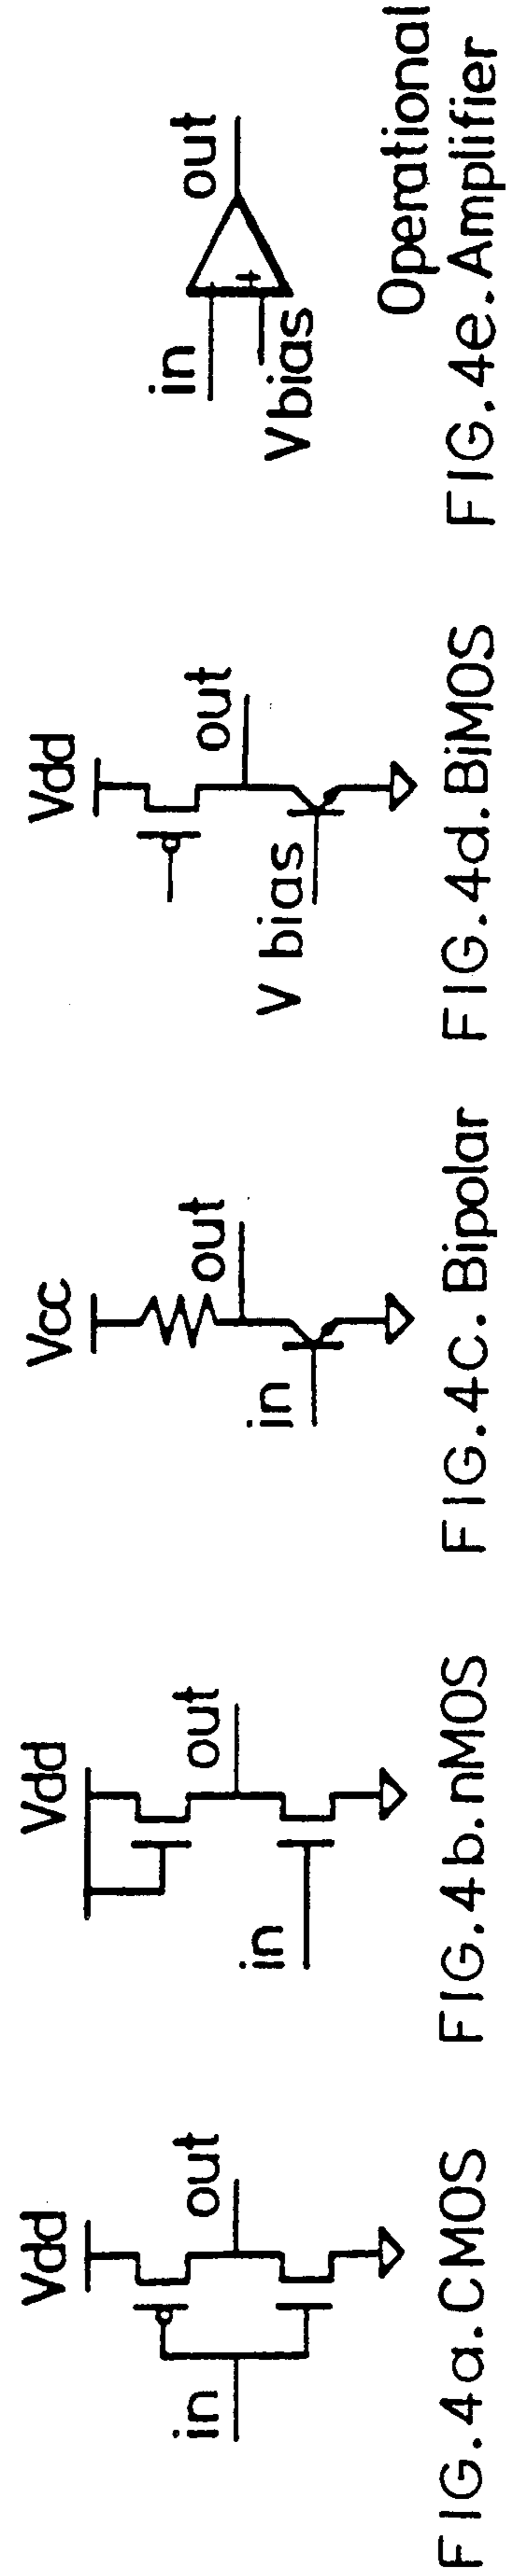 Vdd
in
out
FIG.4a.CMOS
Vdd
in
out
FIG.4b.nMOS
Vcc
in
out
FIG.4c. Bipolar
Vdd
out
V bias
FIG.4d.BiMOS
in
out
+
Vbias
Operational
FIG.4e.Amplifier